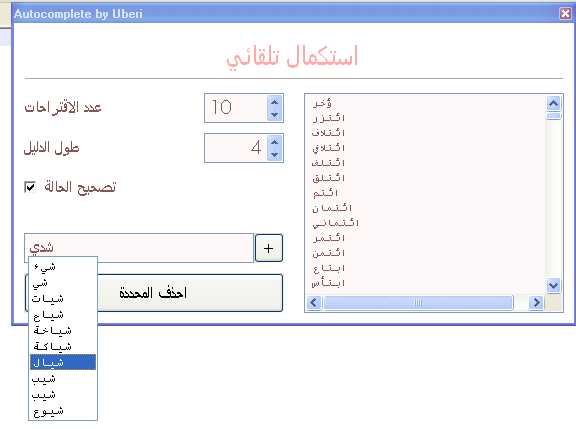 Autocomplete by Uberi
استكمال تلقائي
عدد الاقتراحات
10
طول الدليل
4
تصحيح الحالة
شدي
+
احذف المحددة
شيء
شي
شيات
شياع
شياخة
شياكة
شيال
شيب
شيب
شيوع
ؤخر
ائتزر
ائتلاف
ائتلافي
ائتلف
ائتلق
ائتم
ائتمان
ائتماني
ائتمر
ائتمن
ابتاع
ابتأس